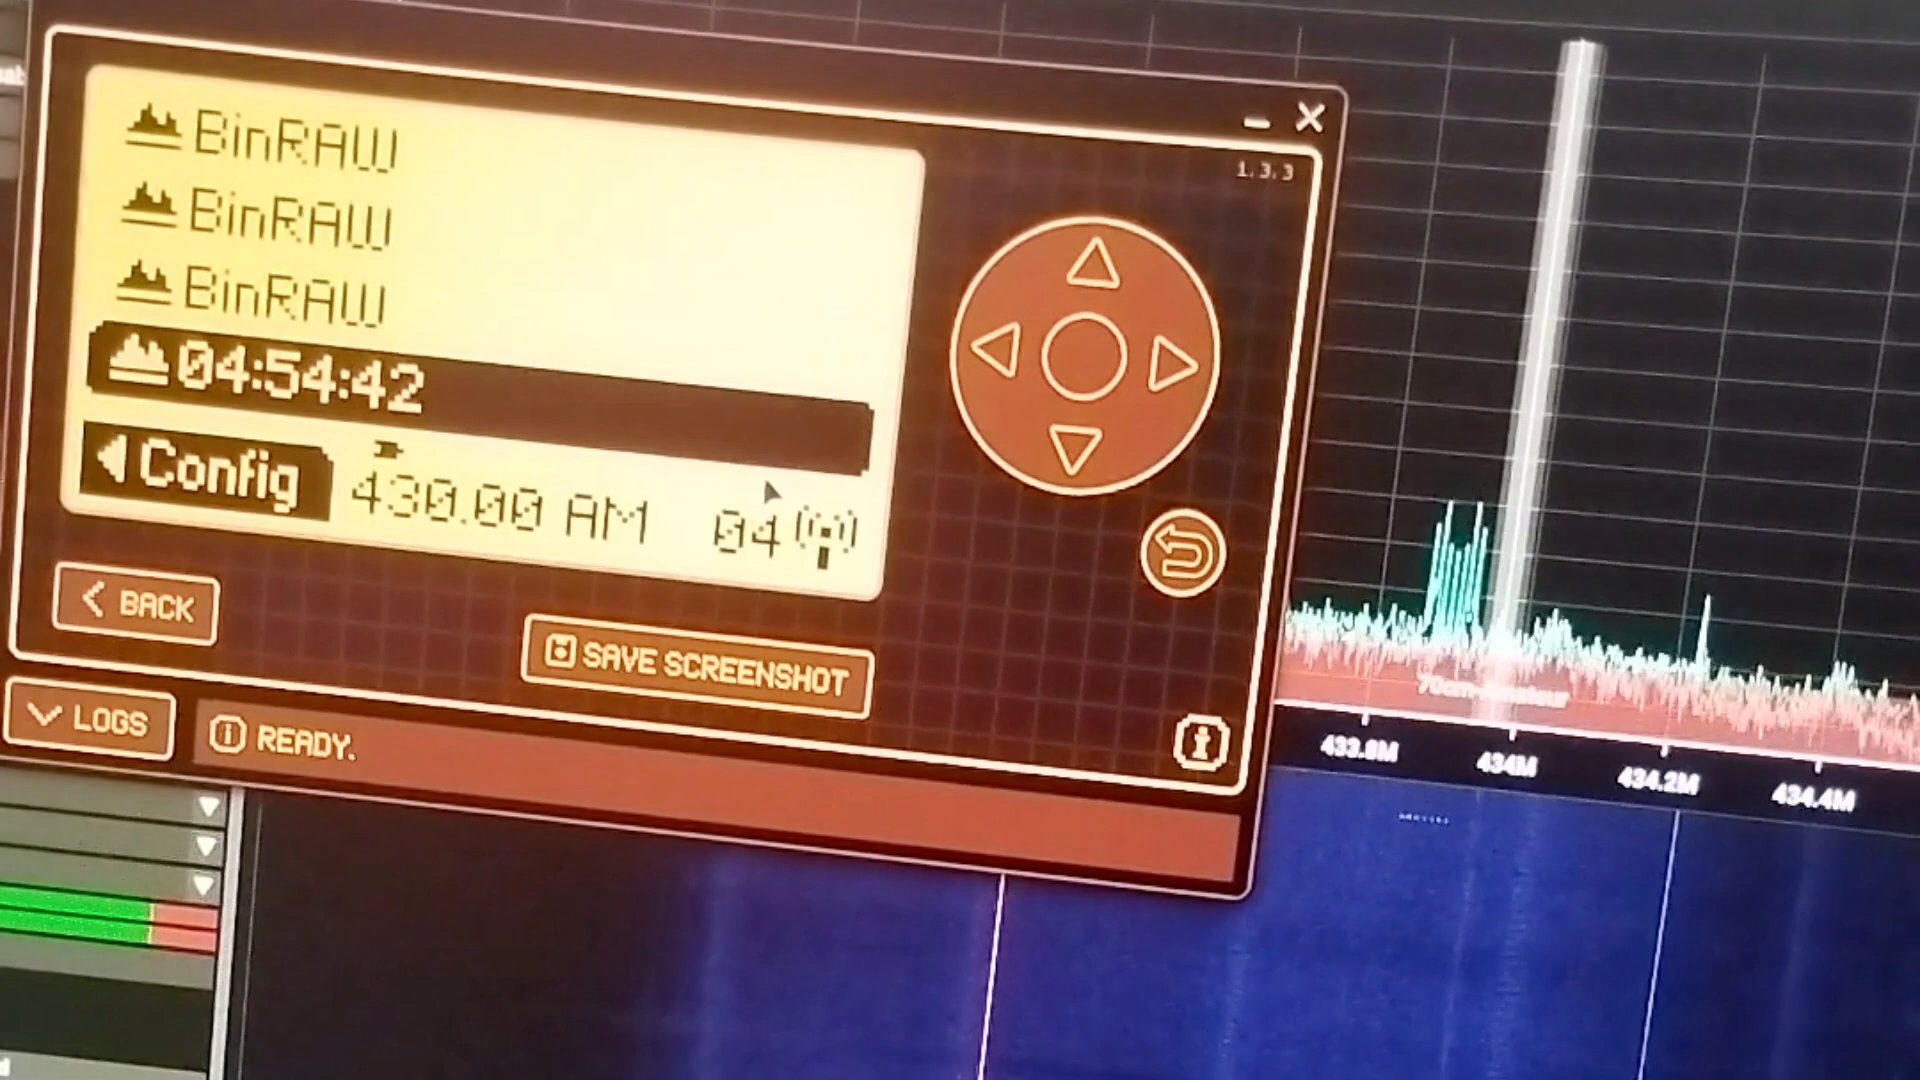 BinRAW
BinRAW
BinRAW
04:54:42
Config
430.00 AM
04
1.3.3
BACK
SAVE SCREENSHOT
LOGS
READY.
433.8M
434M
434.2M
434.4M